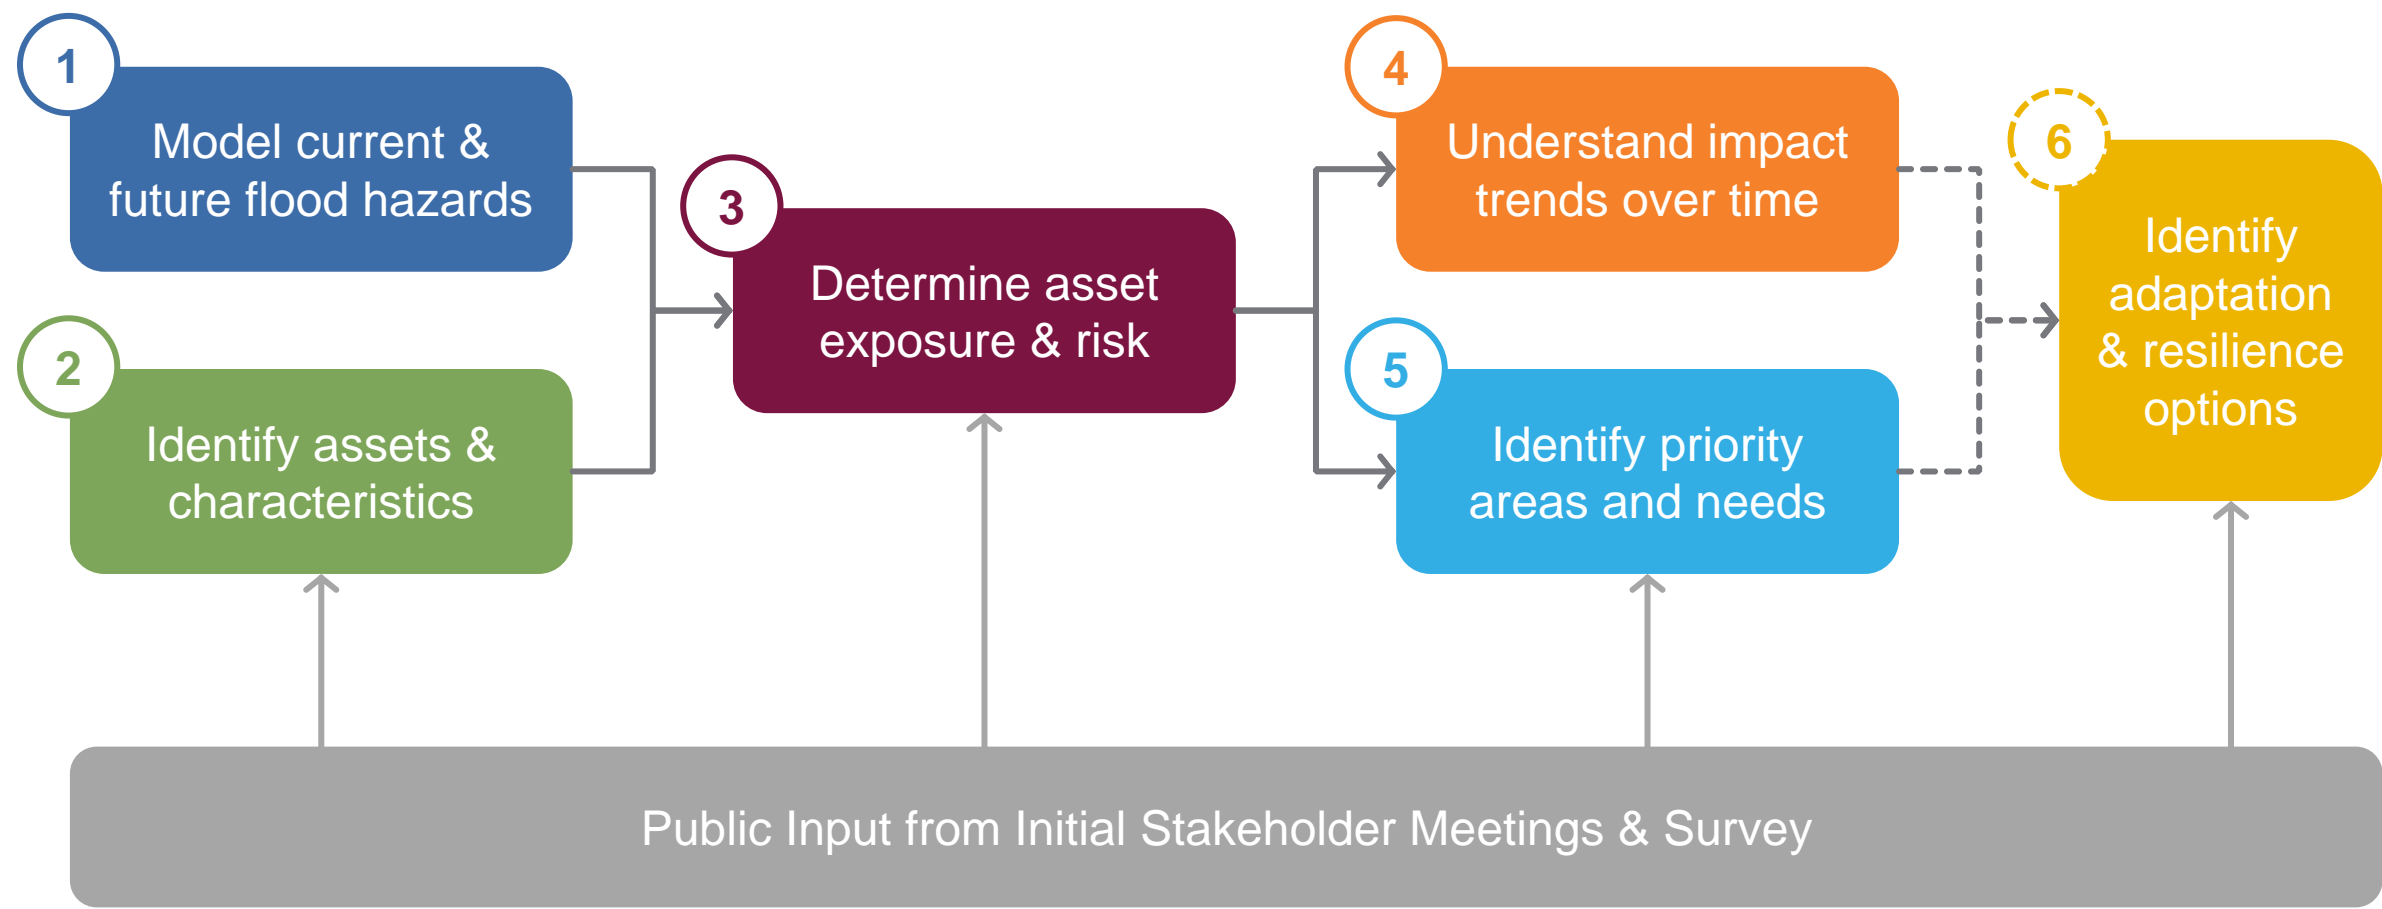 1
Model current &
future flood hazards
2
Identify assets &
characteristics
3
Determine asset
exposure & risk
4
Understand impact
trends over time
5
Identify priority
areas and needs
6
Identify
adaptation
& resilience
options
Public Input from Initial Stakeholder Meetings & Survey